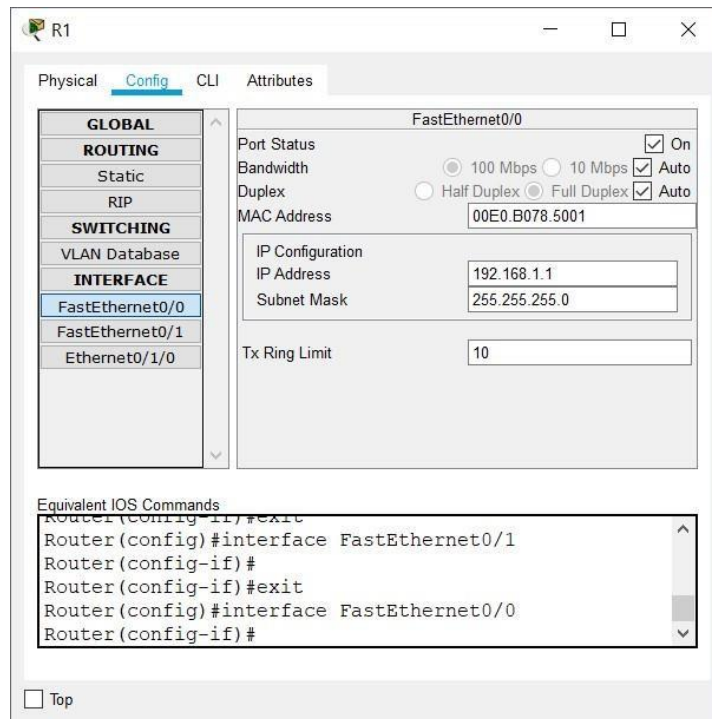 R1
Physical Config CLI Attributes
GLOBAL
ROUTING
Static
RIP
SWITCHING
VLAN Database
INTERFACE
FastEthernet0/0
FastEthernet0/1
Ethernet0/1/0
FastEthernet0/0
Port Status On
Bandwidth 100 Mbps 10 Mbps Auto
Duplex Half Duplex Full Duplex Auto
MAC Address 00E0.B078.5001
IP Configuration
IP Address 192.168.1.1
Subnet Mask 255.255.255.0
Tx Ring Limit 10
Equivalent IOS Commands
Router(config-if)#exit
Router(config)#interface FastEthernet0/1
Router(config-if)#
Router(config-if)#exit
Router(config)#interface FastEthernet0/0
Router(config-if)#
Top